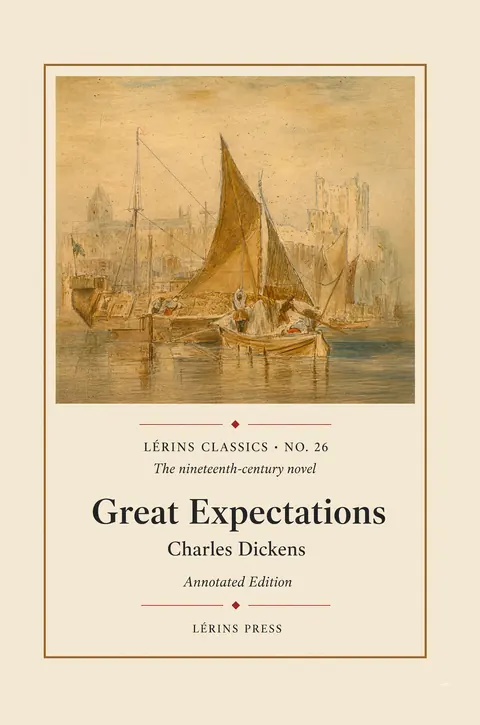 LÉRINS CLASSICS · NO. 26
The nineteenth-century novel
Great Expectations
Charles Dickens
Annotated Edition
LÉRINS PRESS